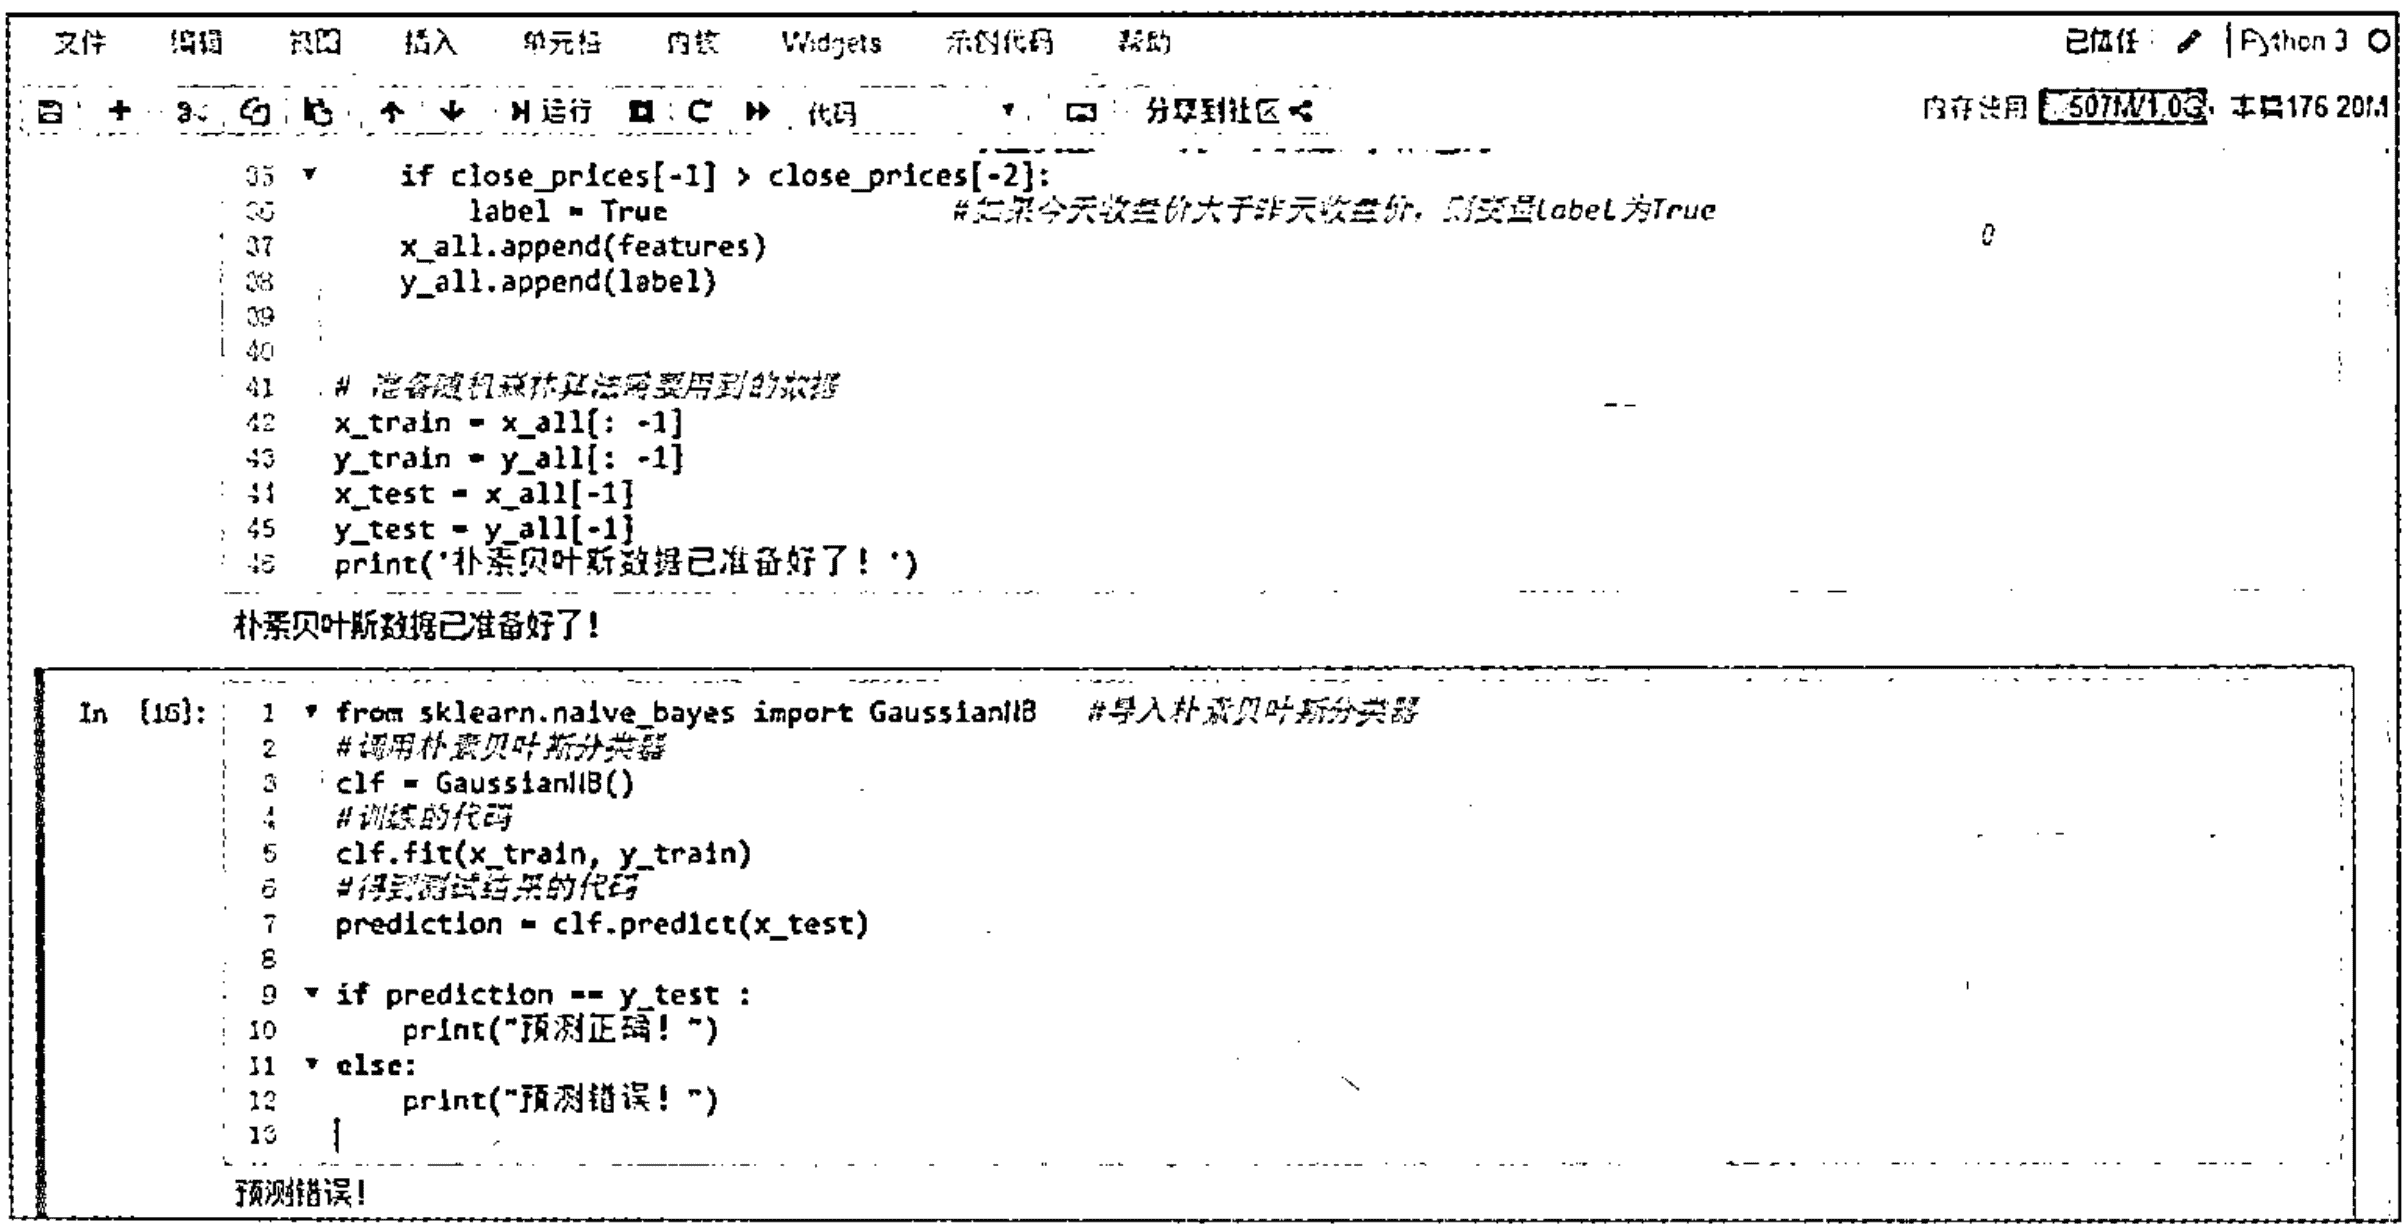 文件 编辑 视图 插入 单元格 内核 Widgets 示例代码 帮助 Python 3
运行 代码 分享到社区 内存使用 507M/1.0G 本篇176.20M
35 if close_prices[-1] > close_prices[-2]:
36 label = True #如果今天收盘价大于昨天收盘价，则变量label为True
37 x_all.append(features)
38 y_all.append(label)
39
40
41 # 准备随机森林算法需要用到的数据
42 x_train = x_all[: -1]
43 y_train = y_all[: -1]
44 x_test = x_all[-1]
45 y_test = y_all[-1]
46 print('朴素贝叶斯数据已准备好了！')
朴素贝叶斯数据已准备好了！
In [16]: 1 from sklearn.naive_bayes import GaussianNB #导入朴素贝叶斯分类器
2 #调用朴素贝叶斯分类器
3 clf = GaussianNB()
4 #训练的代码
5 clf.fit(x_train, y_train)
6 #得到测试结果的代码
7 prediction = clf.predict(x_test)
8
9 if prediction == y_test :
10 print("预测正确！")
11 else:
12 print("预测错误！")
13
预测错误！